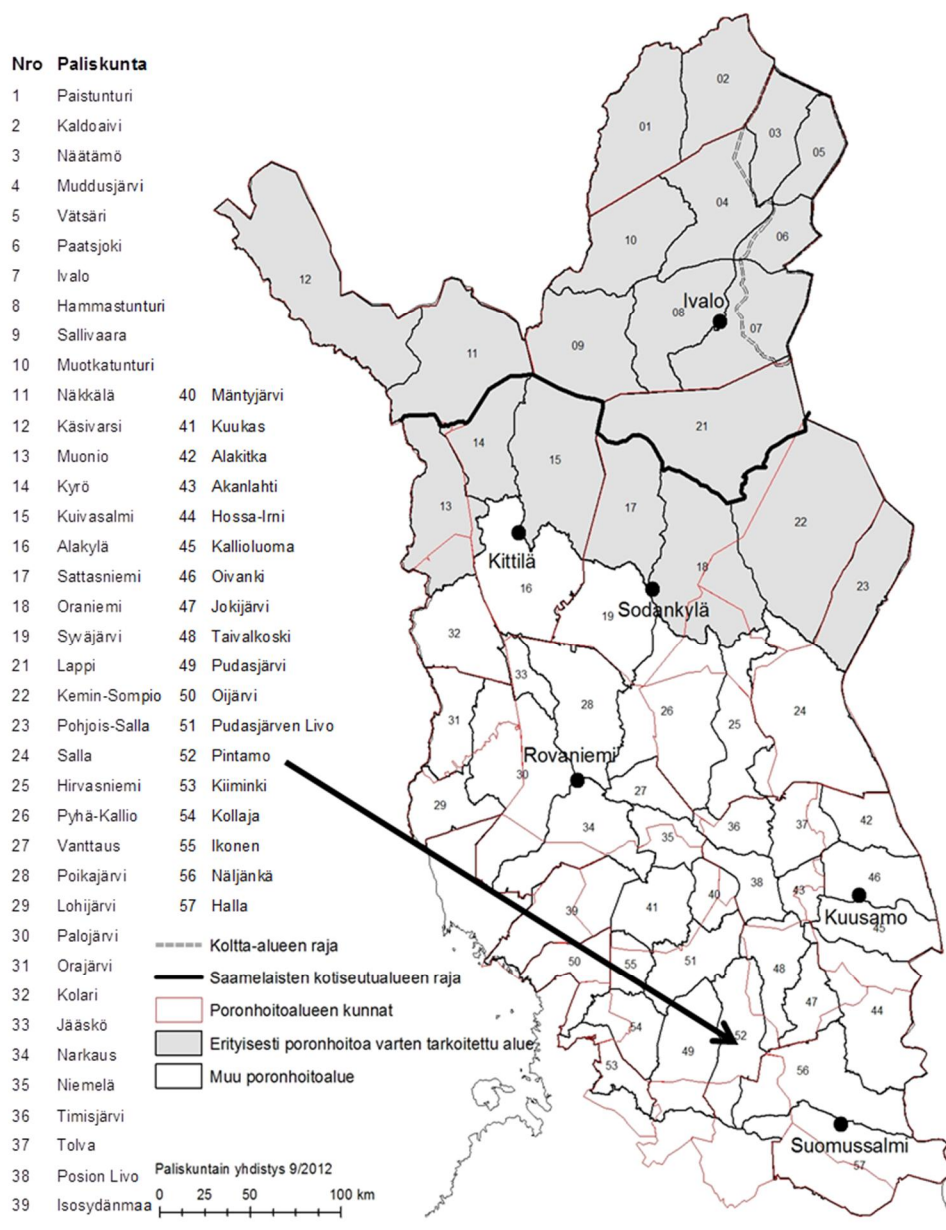 Nro Paliskunta
1 Paistunturi
2 Kaldoaivi
3 Näätämö
4 Muddusjärvi
5 Vätsäri
6 Paatsjoki
7 Ivalo
8 Hammastunturi
9 Sallivaara
10 Muotkatunturi
11 Näkkälä
12 Käsivarsi
13 Muonio
14 Kyrö
15 Kuivasalmi
16 Alakylä
17 Sattasniemi
18 Oraniemi
19 Syväjärvi
21 Lappi
22 Kemin-Sompio
23 Pohjois-Salla
24 Salla
25 Hirvasniemi
26 Pyhä-Kallio
27 Vanttaus
28 Poikajärvi
29 Lohijärvi
30 Palojärvi
31 Orajärvi
32 Kolari
33 Jääskö
34 Narkaus
35 Niemelä
36 Timisjärvi
37 Tolva
38 Posion Livo
39 Isosydänmaa
40 Mäntyjärvi
41 Kuukas
42 Alakitka
43 Akanlahti
44 Hossa-Irni
45 Kallioluoma
46 Oivanki
47 Jokijärvi
48 Taivalkoski
49 Pudasjärvi
50 Oijärvi
51 Pudasjärven Livo
52 Pintamo
53 Kiiminki
54 Kollaja
55 Ikonen
56 Näljänkä
57 Halla
Koltta-alueen raja
Saamelaisten kotiseutualueen raja
Poronhoitoalueen kunnat
Erityisesti poronhoitoa varten tarkoitettu alue
Muu poronhoitoalue
Paliskuntain yhdistys 9/2012
0 25 50 100 km
02
01
03
05
04
10
06
12
Ivalo
08
07
09
11
21
14
15
13
17
22
Kittilä
18
23
16
Sodankylä
19
32
33
28
26
24
31
25
Rovaniemi
30
27
29
34
35
36
37
42
46
38
43
40
41
39
Kuusamo
45
50
55
51
48
47
44
54
52
49
53
56
Suomussalmi
57